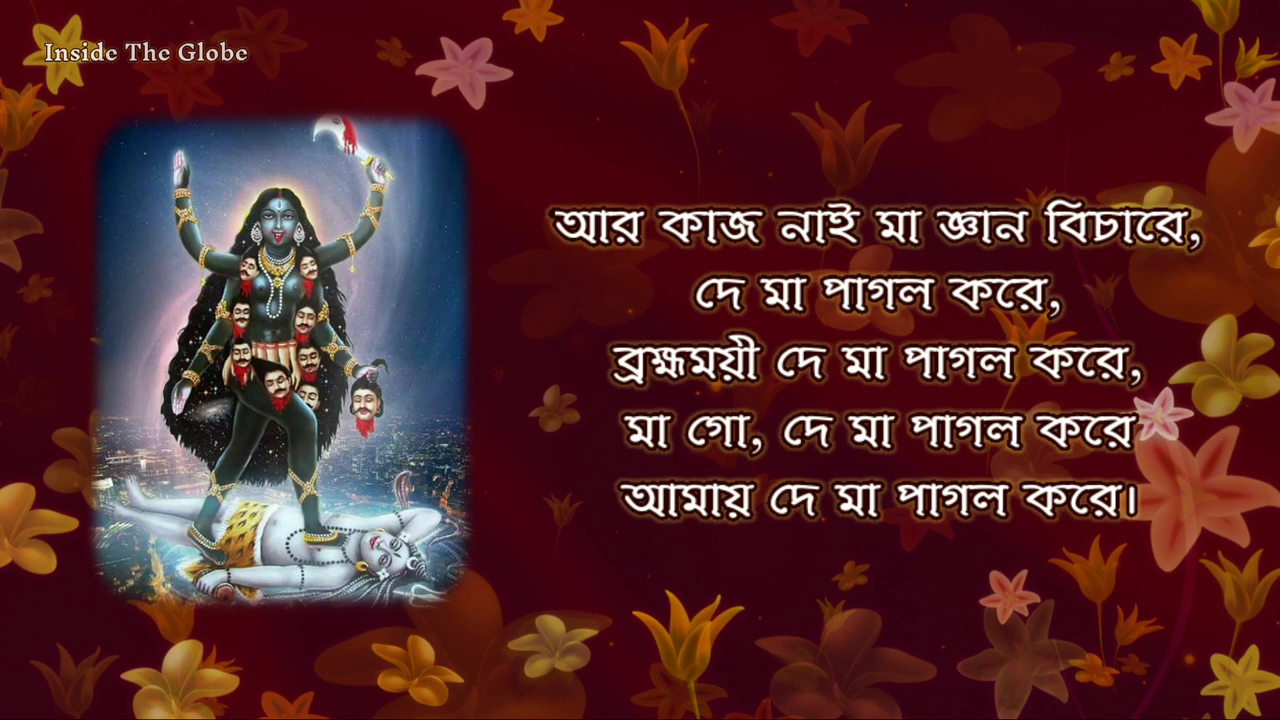 Inside The Globe
আর কাজ নাই মা জ্ঞান বিচারে,
দে মা পাগল করে,
ব্রহ্মময়ী দে মা পাগল করে,
মা গো, দে মা পাগল করে
আমায় দে মা পাগল করে।